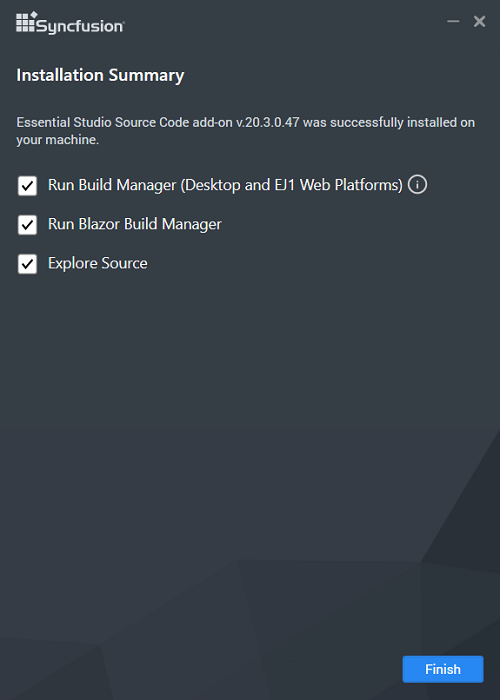 Syncfusion
Installation Summary
Essential Studio Source Code add-on v.20.3.0.47 was successfully installed on
your machine.
Run Build Manager (Desktop and EJ1 Web Platforms)
Run Blazor Build Manager
Explore Source
Finish